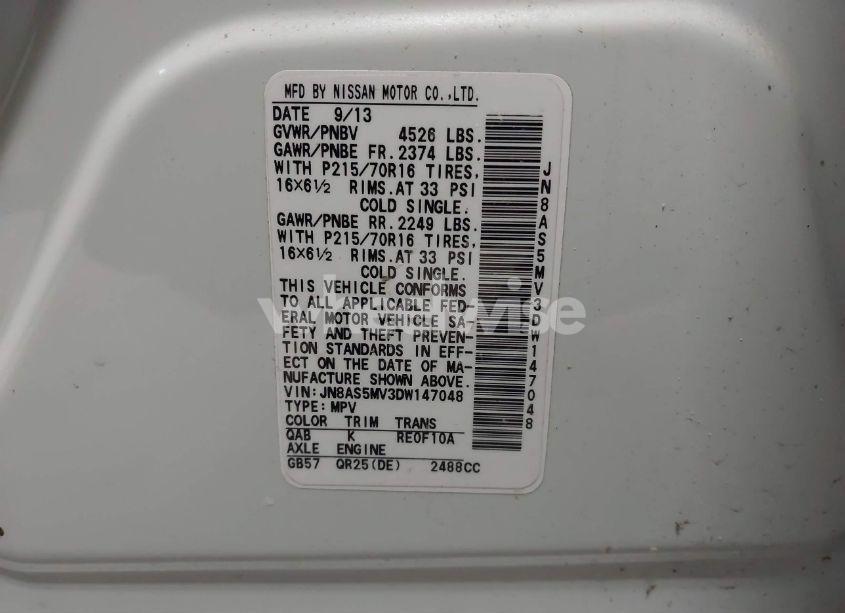 MFD BY NISSAN MOTOR CO.,LTD.
DATE 9/13
GVWR/PNBV 4526 LBS.
GAWR/PNBE FR. 2374 LBS.
WITH P215/70R16 TIRES,
16×6½ RIMS. AT 33 PSI
COLD SINGLE.
GAWR/PNBE RR. 2249 LBS.
WITH P215/70R16 TIRES,
16×6½ RIMS. AT 33 PSI
COLD SINGLE.
THIS VEHICLE CONFORMS
TO ALL APPLICABLE FED-
ERAL MOTOR VEHICLE SA-
FETY AND THEFT PREVEN-
TION STANDARDS IN EFF-
ECT ON THE DATE OF MA-
NUFACTURE SHOWN ABOVE.
VIN: JN8AS5MV3DW147048
TYPE: MPV
COLOR TRIM TRANS
QAB K RE0F10A
AXLE ENGINE
GB57 QR25(DE) 2488CC
JN8AS5MV3DW147048